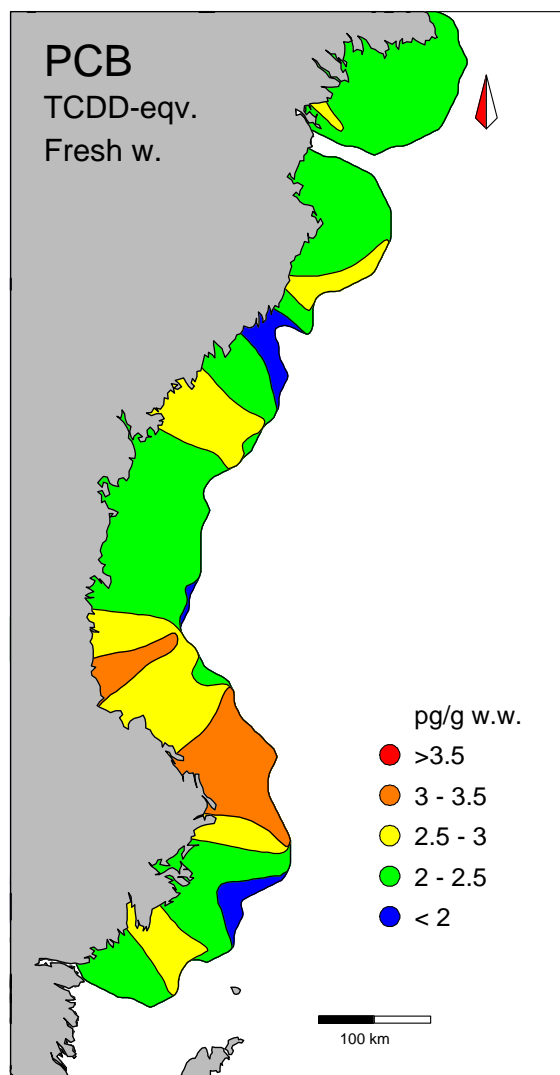 PCB
TCDD-eqv.
Fresh w.
pg/g w.w.
>3.5
3 - 3.5
2.5 - 3
2 - 2.5
< 2
100 km